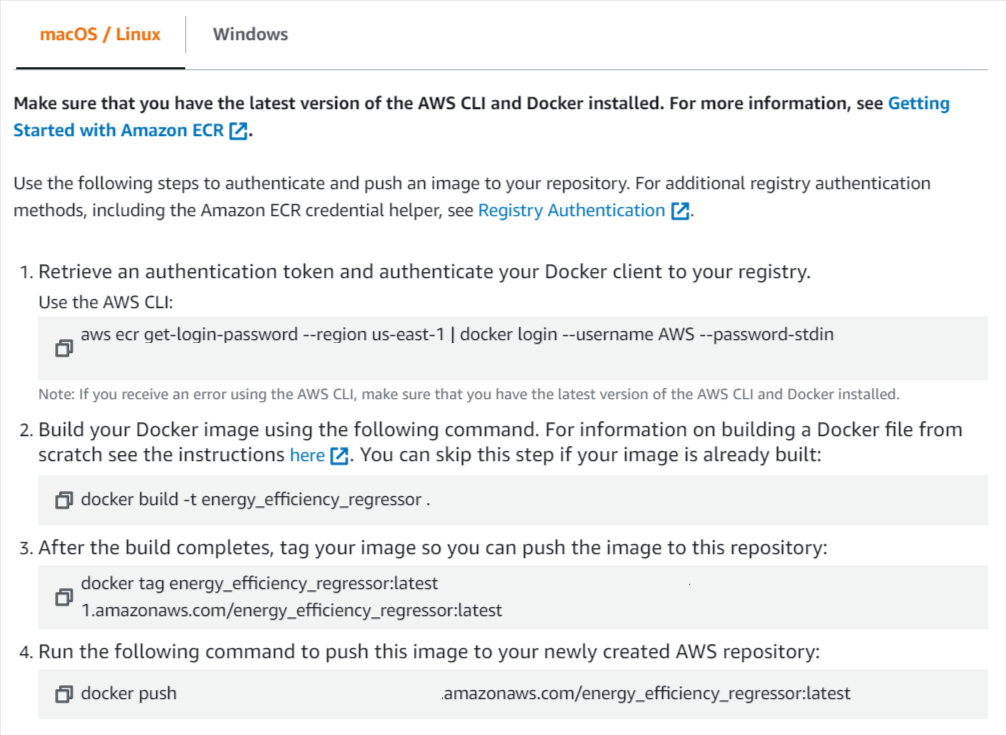 macOS / Linux
Windows
Make sure that you have the latest version of the AWS CLI and Docker installed. For more information, see Getting
Started with Amazon ECR.
Use the following steps to authenticate and push an image to your repository. For additional registry authentication
methods, including the Amazon ECR credential helper, see Registry Authentication.
1. Retrieve an authentication token and authenticate your Docker client to your registry.
Use the AWS CLI:
aws ecr get-login-password --region us-east-1 | docker login --username AWS --password-stdin
Note: If you receive an error using the AWS CLI, make sure that you have the latest version of the AWS CLI and Docker installed.
2. Build your Docker image using the following command. For information on building a Docker file from
scratch see the instructions here. You can skip this step if your image is already built:
docker build -t energy_efficiency_regressor .
3. After the build completes, tag your image so you can push the image to this repository:
docker tag energy_efficiency_regressor:latest
1.amazonaws.com/energy_efficiency_regressor:latest
4. Run the following command to push this image to your newly created AWS repository:
docker push .amazonaws.com/energy_efficiency_regressor:latest